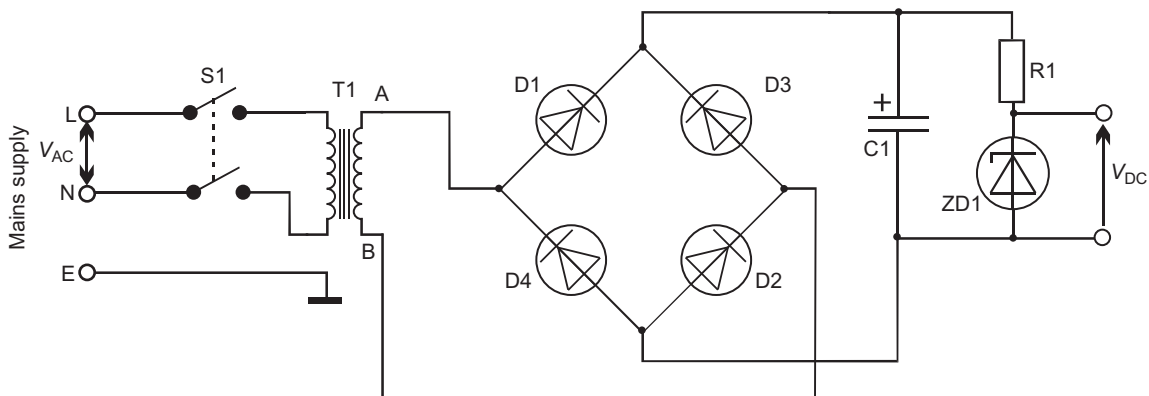 Mains supply
L
V_AC
N
E
S1
T1
A
B
D1
D3
D4
D2
+
C1
R1
ZD1
V_DC